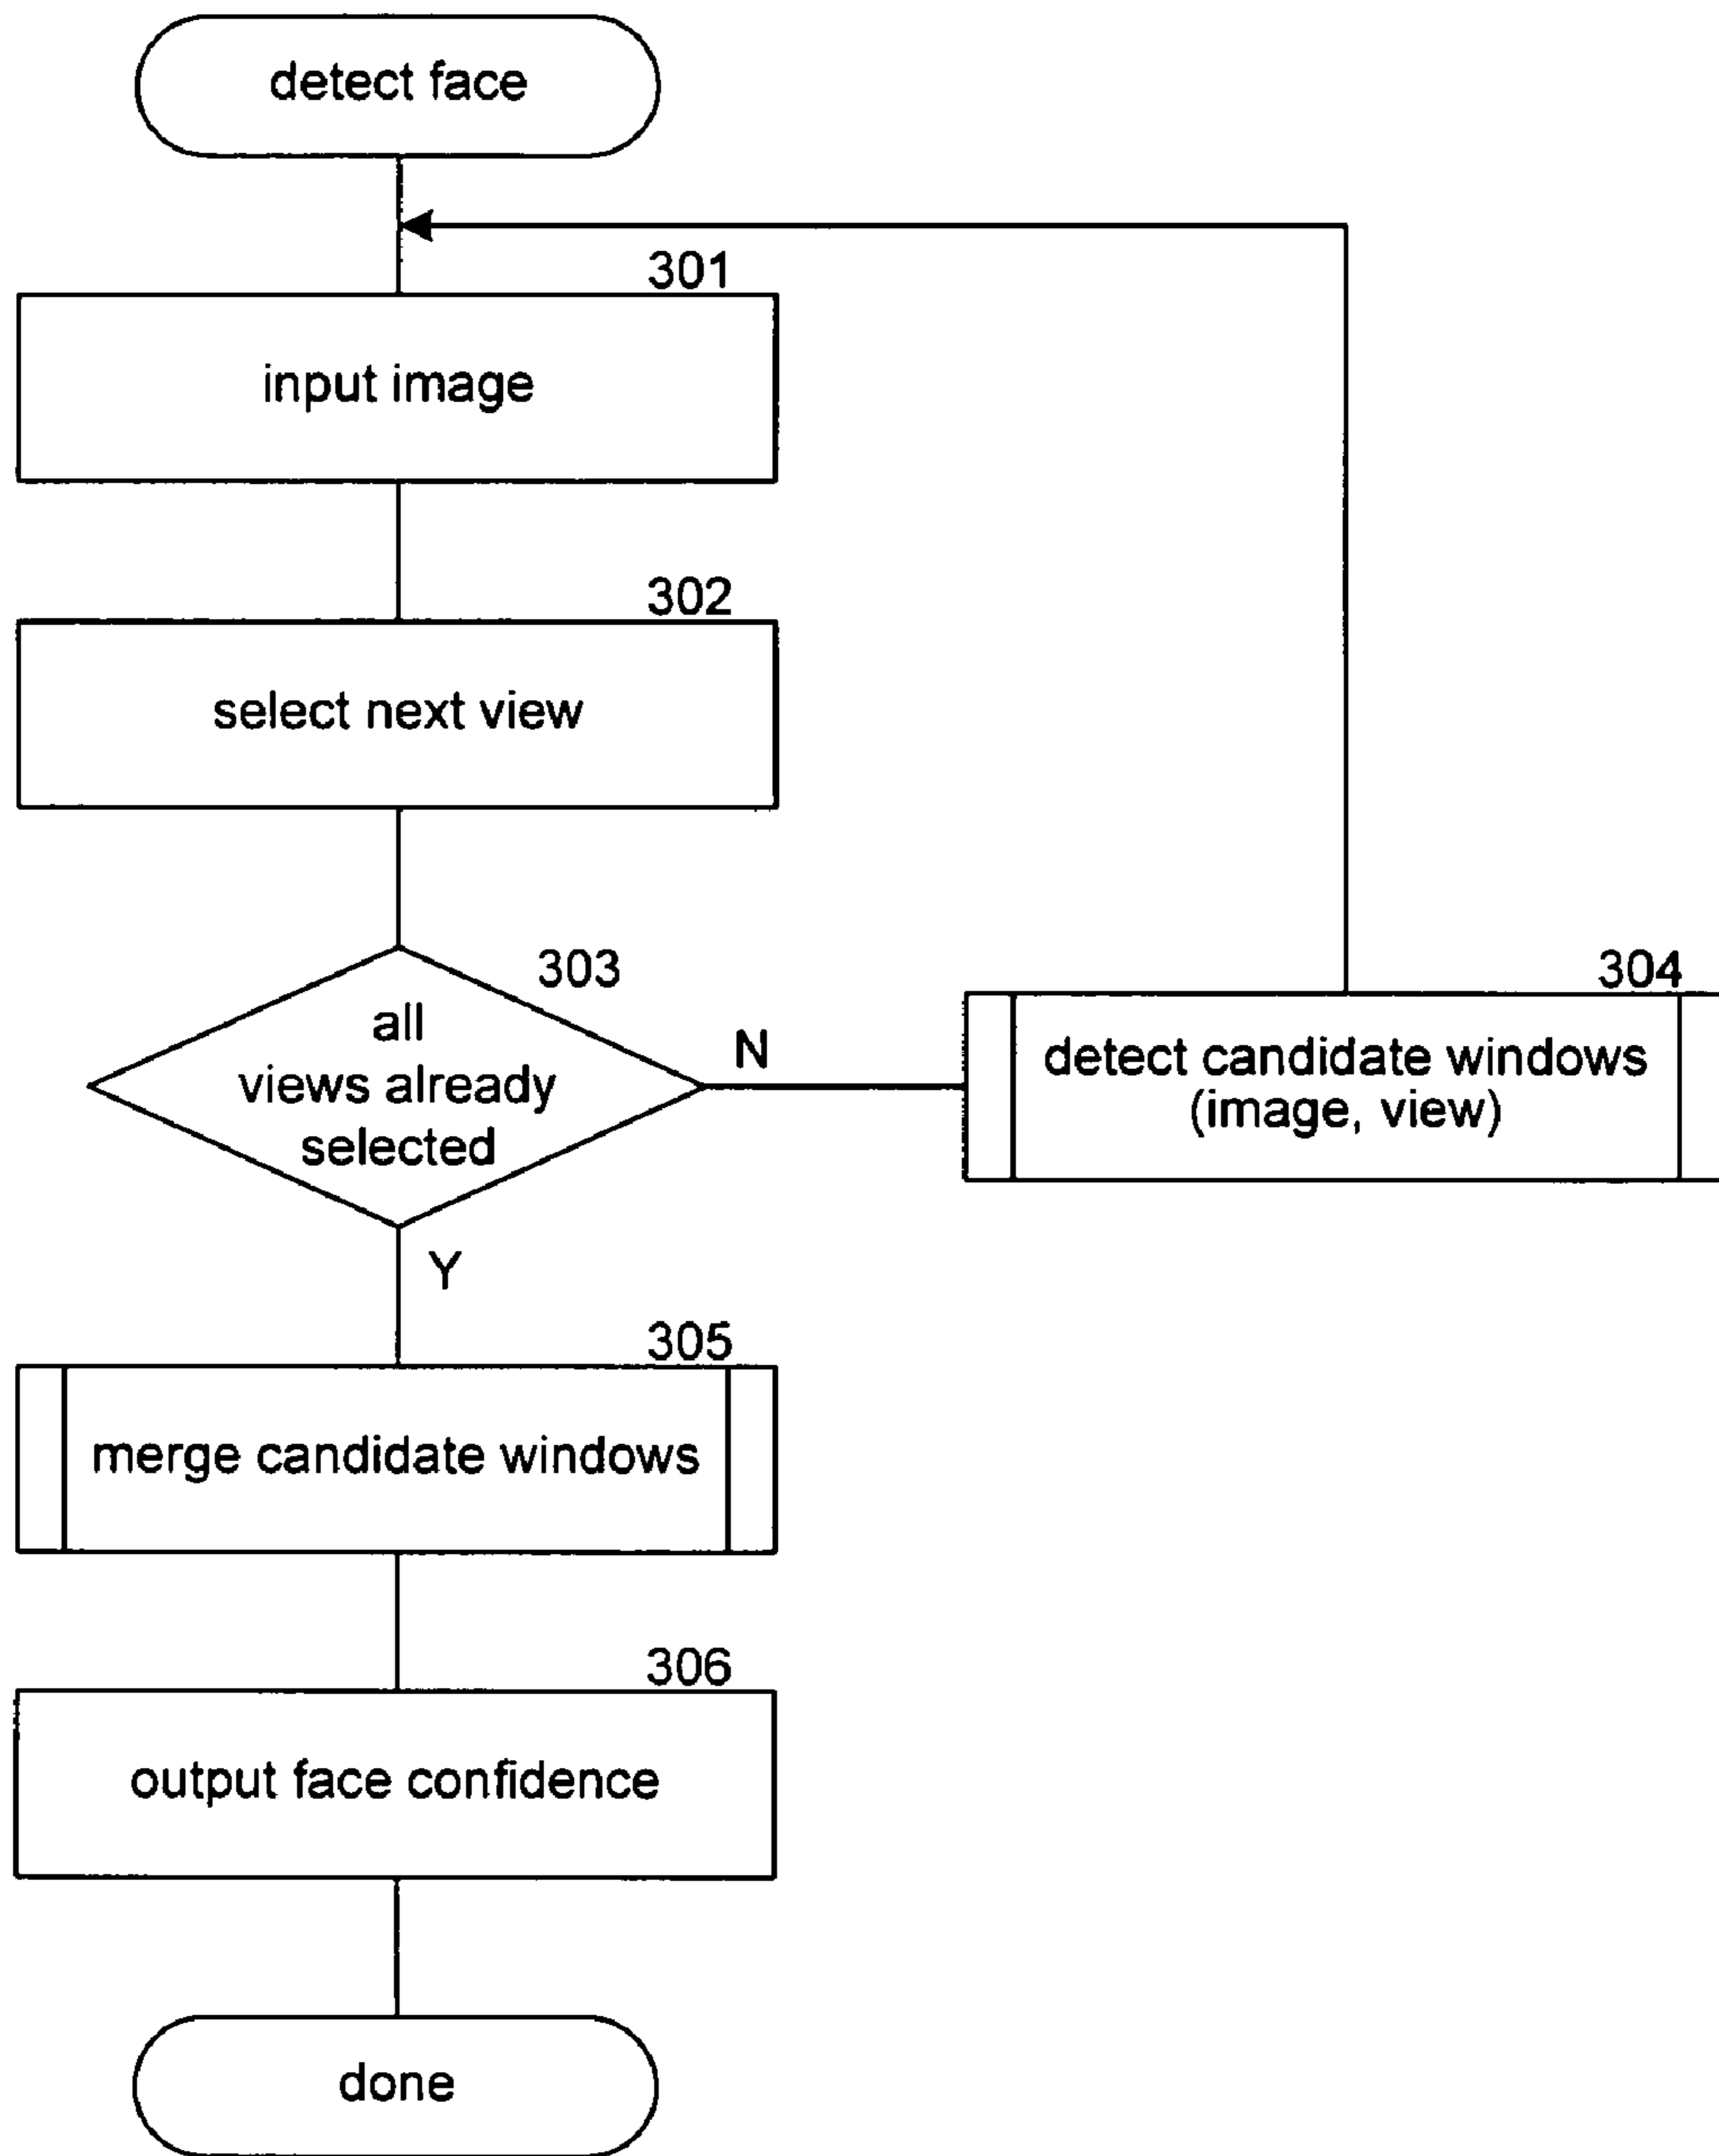 detect face
301
input image
302
select next view
303
all
views already
selected
N
304
detect candidate windows
(image, view)
Y
305
merge candidate windows
306
output face confidence
done